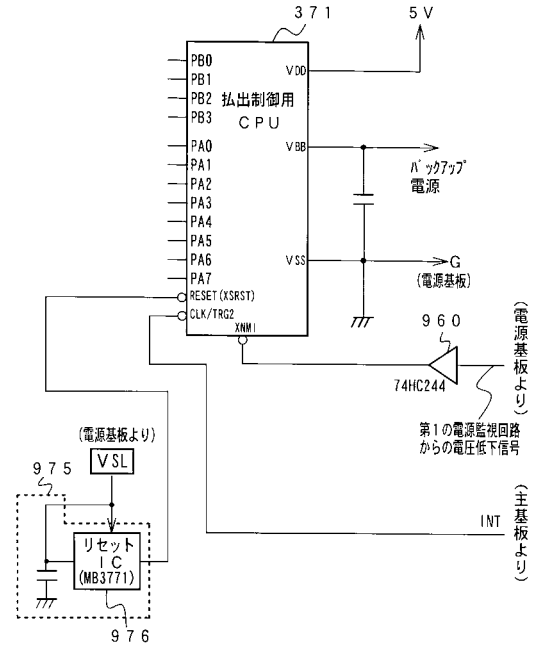 371
5V
PB0
PB1
PB2
PB3
PA0
PA1
PA2
PA3
PA4
PA5
PA6
PA7
RESET(XSRST)
CLK/TRG2
払出制御用
CPU
VDD
VBB
VSS
XNMI
バックアップ
電源
G
(電源基板)
960
74HC244
(電源基板より)
第1の電源監視回路
からの電圧低下信号
INT
(主基板より)
(電源基板より)
975
VSL
リセット
IC
(MB3771)
976